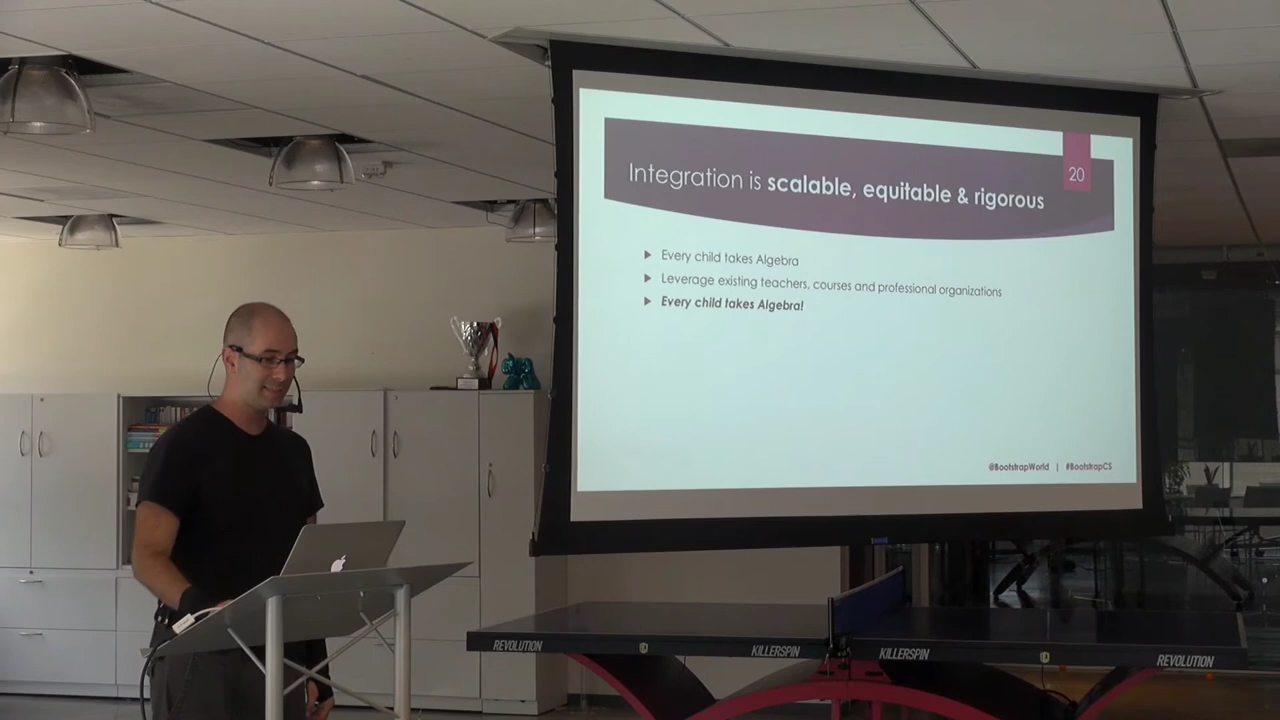 Integration is scalable, equitable & rigorous
20
Every child takes Algebra
Leverage existing teachers, courses and professional organizations
Every child takes Algebra!
@BootstrapWorld | #BootstrapCS
REVOLUTION
KILLERSPIN
KILLERSPIN
REVOLUTION